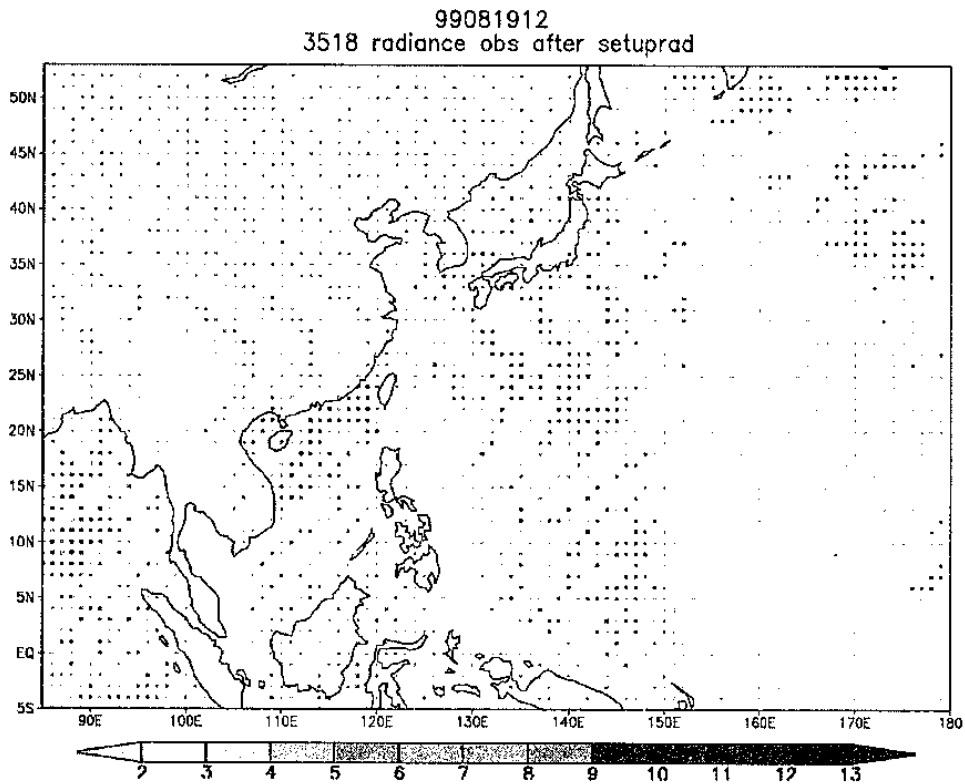 99081912
3518 radiance obs after setuprad
50N
45N
40N
35N
30N
25N
20N
15N
10N
5N
EQ
5S
90E 100E 110E 120E 130E 140E 150E 160E 170E 180
2 3 4 5 6 7 8 9 10 11 12 13